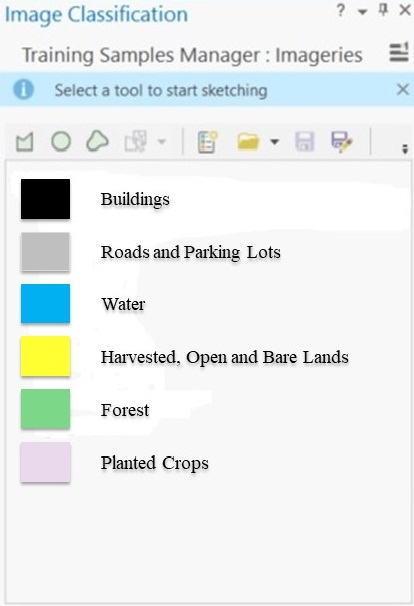 Image Classification
?
Training Samples Manager : Imageries
Select a tool to start sketching
Buildings
Roads and Parking Lots
Water
Harvested, Open and Bare Lands
Forest
Planted Crops